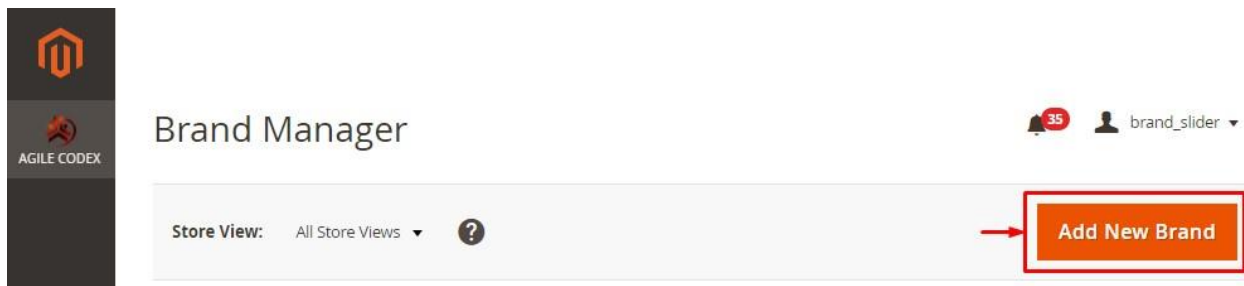 AGILE CODEX
Brand Manager
35
brand_slider
Store View: All Store Views ?
Add New Brand